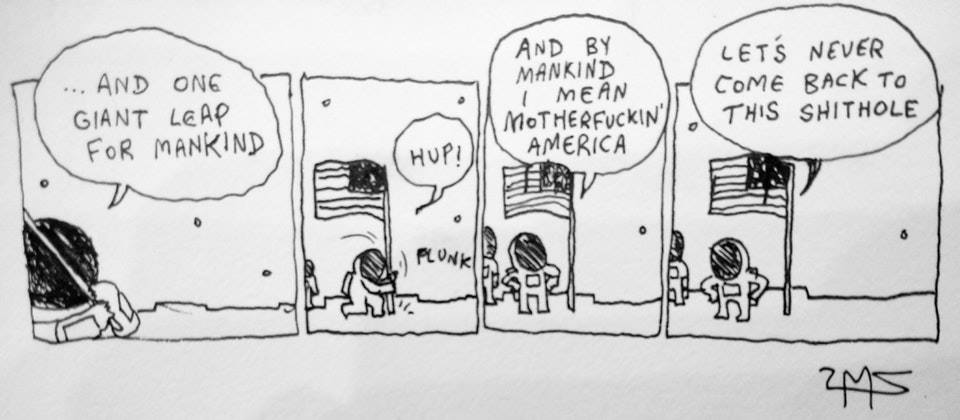 ...AND ONE
GIANT LEAP
FOR MANKIND
HUP!
PLUNK
AND BY
MANKIND
I MEAN
MOTHERFUCKIN'
AMERICA
LET'S NEVER
COME BACK TO
THIS SHITHOLE
2MS